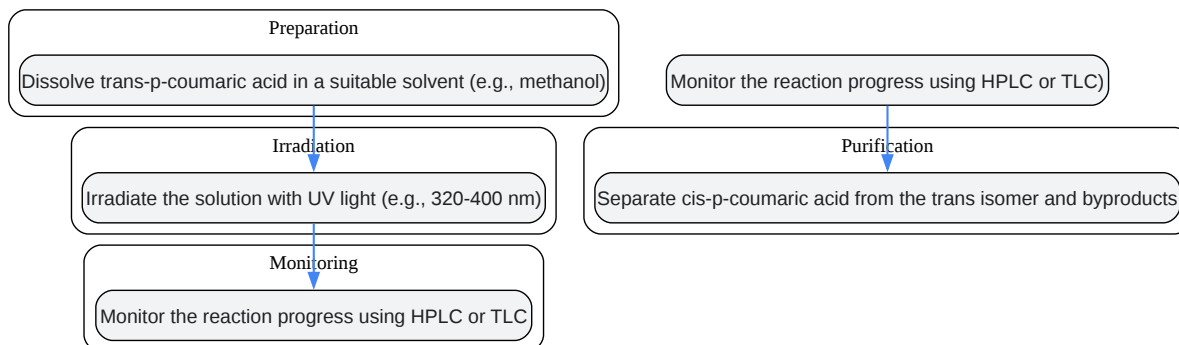 Preparation
Dissolve trans-p-coumaric acid in a suitable solvent (e.g., methanol)
Irradiation
Irradiate the solution with UV light (e.g., 320-400 nm)
Monitoring
Monitor the reaction progress using HPLC or TLC
Monitor the reaction progress using HPLC or TLC)
Purification
Separate cis-p-coumaric acid from the trans isomer and byproducts